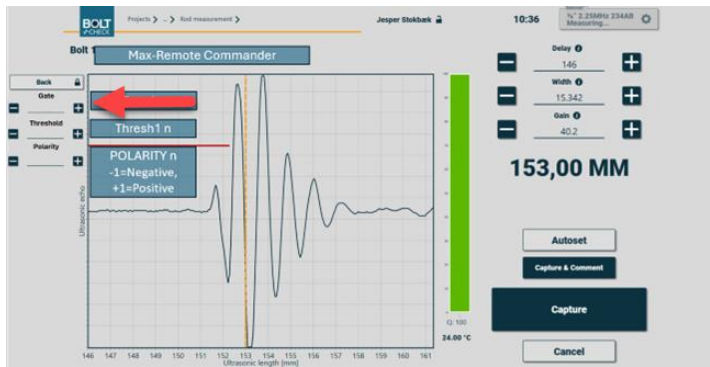 BOLT
CHECK
Projects > .. > Rod measurement >
Jesper Stokbæk
10:36
¾" 2.25MHz 234AB
Measuring...
Bolt 1
Max-Remote Commander
Delay
146
Width
15.342
Gain
40.2
Back
Gate
Threshold
Polarity
Thresh1 n
POLARITY n
-1=Negative,
+1=Positive
153,00 MM
Ultrasonic echo
Autoset
Capture & Comment
Capture
Cancel
Q: 100
24.00 °C
146 147 148 149 150 151 152 153 154 155 156 157 158 159 160 161
Ultrasonic length [mm]